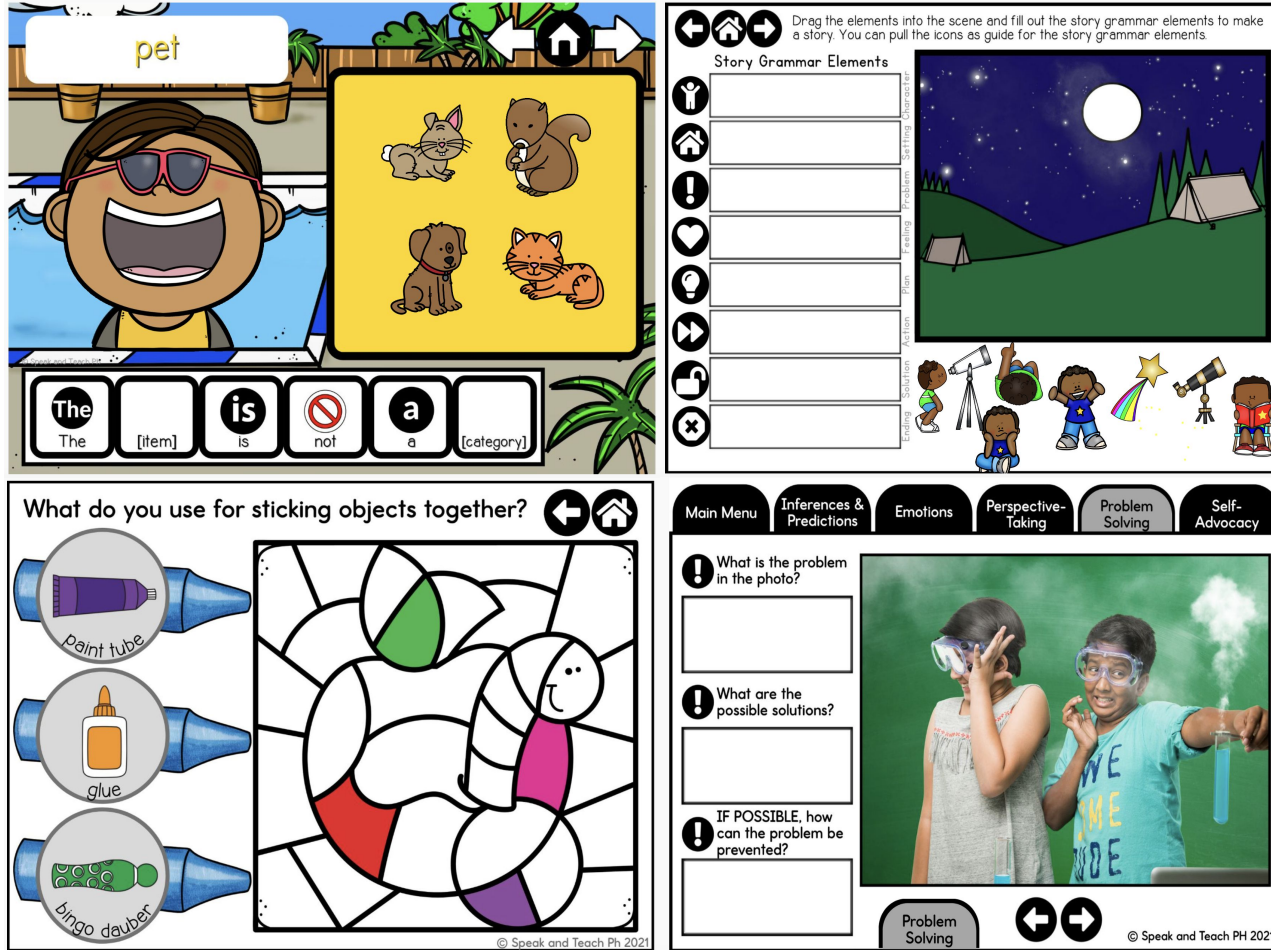 pet
© Speak and Teach PH
The
is
a
The
[item]
is
not
a
[category]
Drag the elements into the scene and fill out the story grammar elements to make
a story. You can pull the icons as guide for the story grammar elements.
Story Grammar Elements
Character
Setting
Problem
Feeling
Plan
Action
Solution
Ending
What do you use for sticking objects together?
paint tube
glue
bingo dauber
© Speak and Teach Ph 2021
Main Menu
Inferences &
Predictions
Emotions
Perspective-
Taking
Problem
Solving
Self-
Advocacy
! What is the problem
in the photo?
! What are the
possible solutions?
! IF POSSIBLE, how
can the problem be
prevented?
WE
OME
UDE
Problem
Solving
© Speak and Teach PH 2021